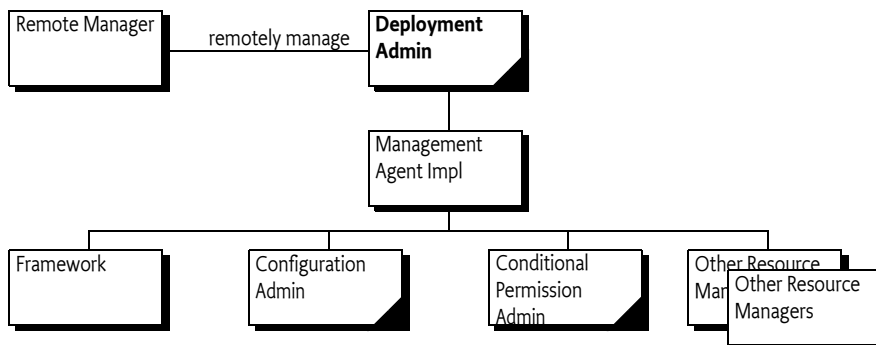 Remote Manager
remotely manage
Deployment
Admin
Management
Agent Impl
Framework
Configuration
Admin
Conditional
Permission
Admin
Other Resource
Man
Other Resource
Managers